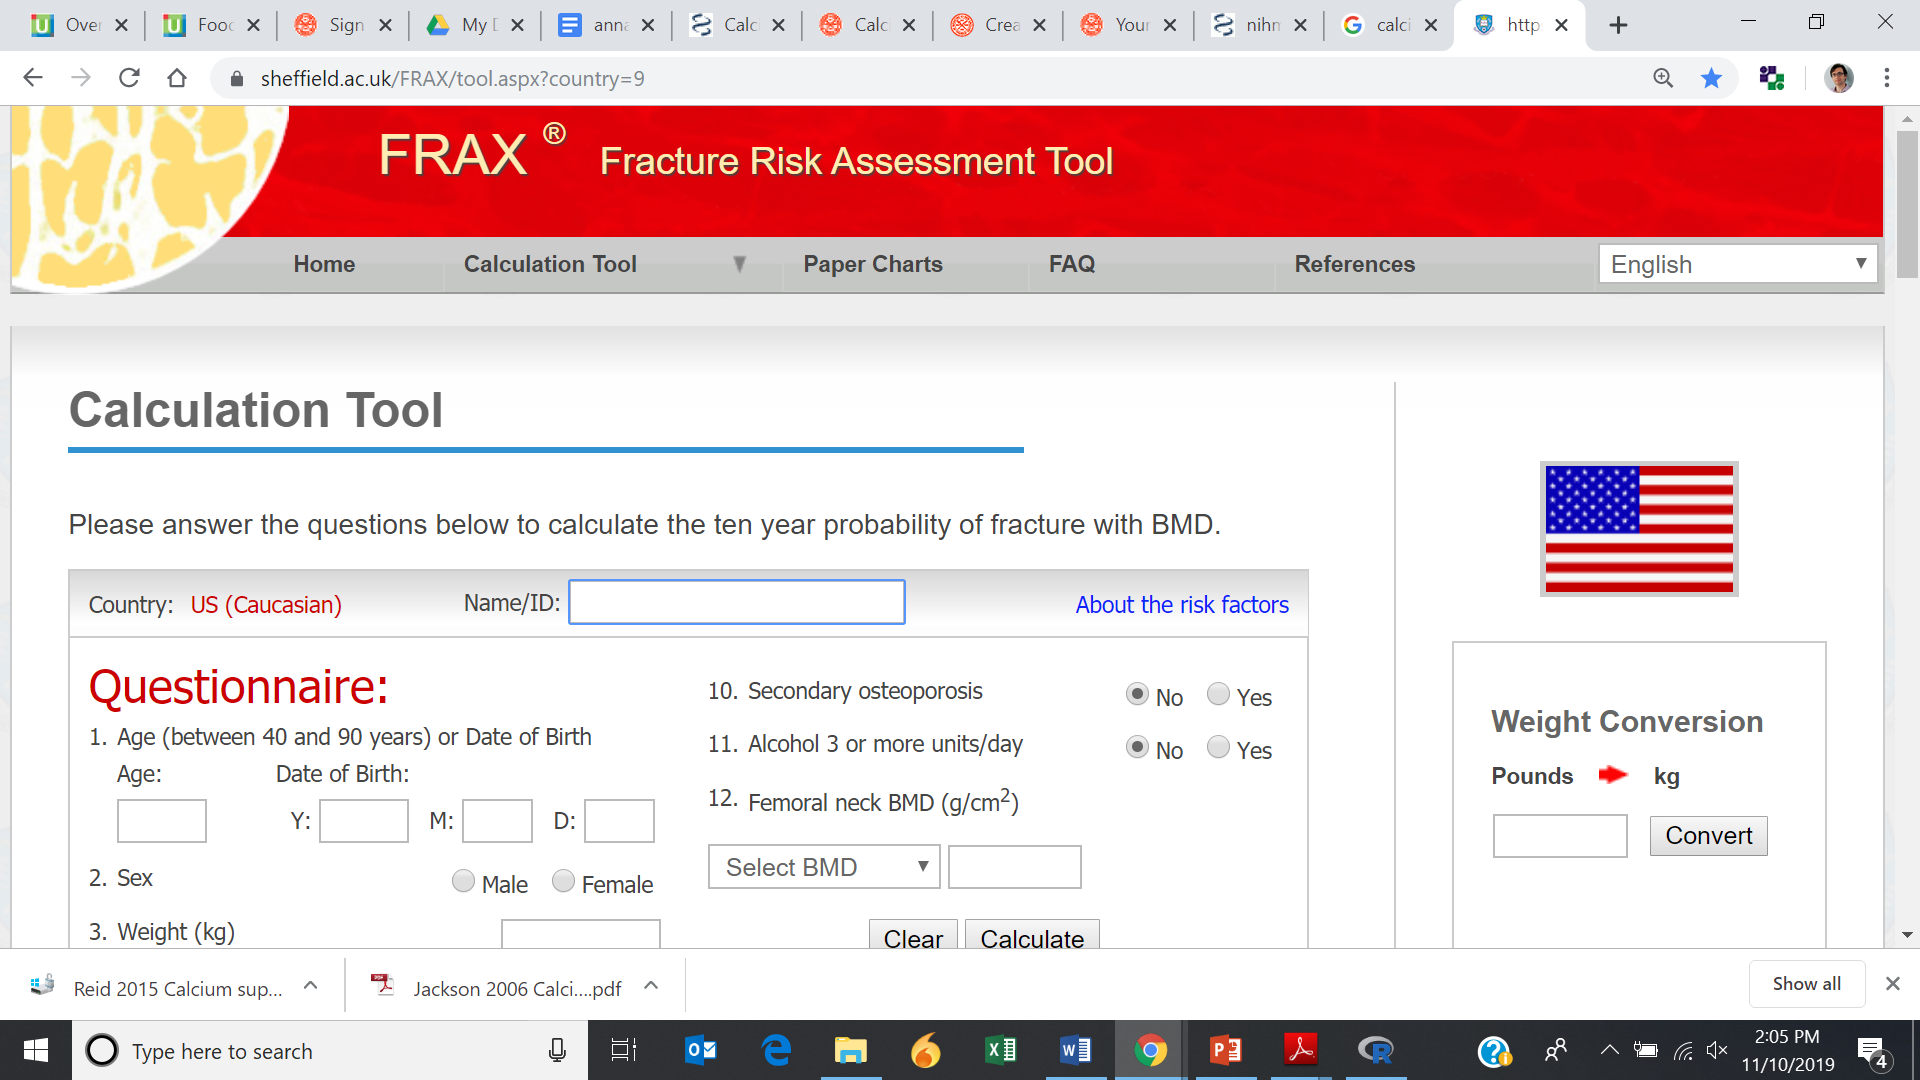 Over
Food
Sign
My D
anna
Calc
Calc
Crea
Your
nihm
calci
http
sheffield.ac.uk/FRAX/tool.aspx?country=9
FRAX ® Fracture Risk Assessment Tool
Home
Calculation Tool
Paper Charts
FAQ
References
English
Calculation Tool
Please answer the questions below to calculate the ten year probability of fracture with BMD.
Country: US (Caucasian)
Name/ID:
About the risk factors
Questionnaire:
1. Age (between 40 and 90 years) or Date of Birth
Age:
Date of Birth:
Y:
M:
D:
2. Sex
Male
Female
3. Weight (kg)
10. Secondary osteoporosis
No
Yes
11. Alcohol 3 or more units/day
No
Yes
12. Femoral neck BMD (g/cm2)
Select BMD
Clear
Calculate
Weight Conversion
Pounds
kg
Convert
Reid 2015 Calcium sup...
Jackson 2006 Calci....pdf
Show all
Type here to search
2:05 PM
11/10/2019
4